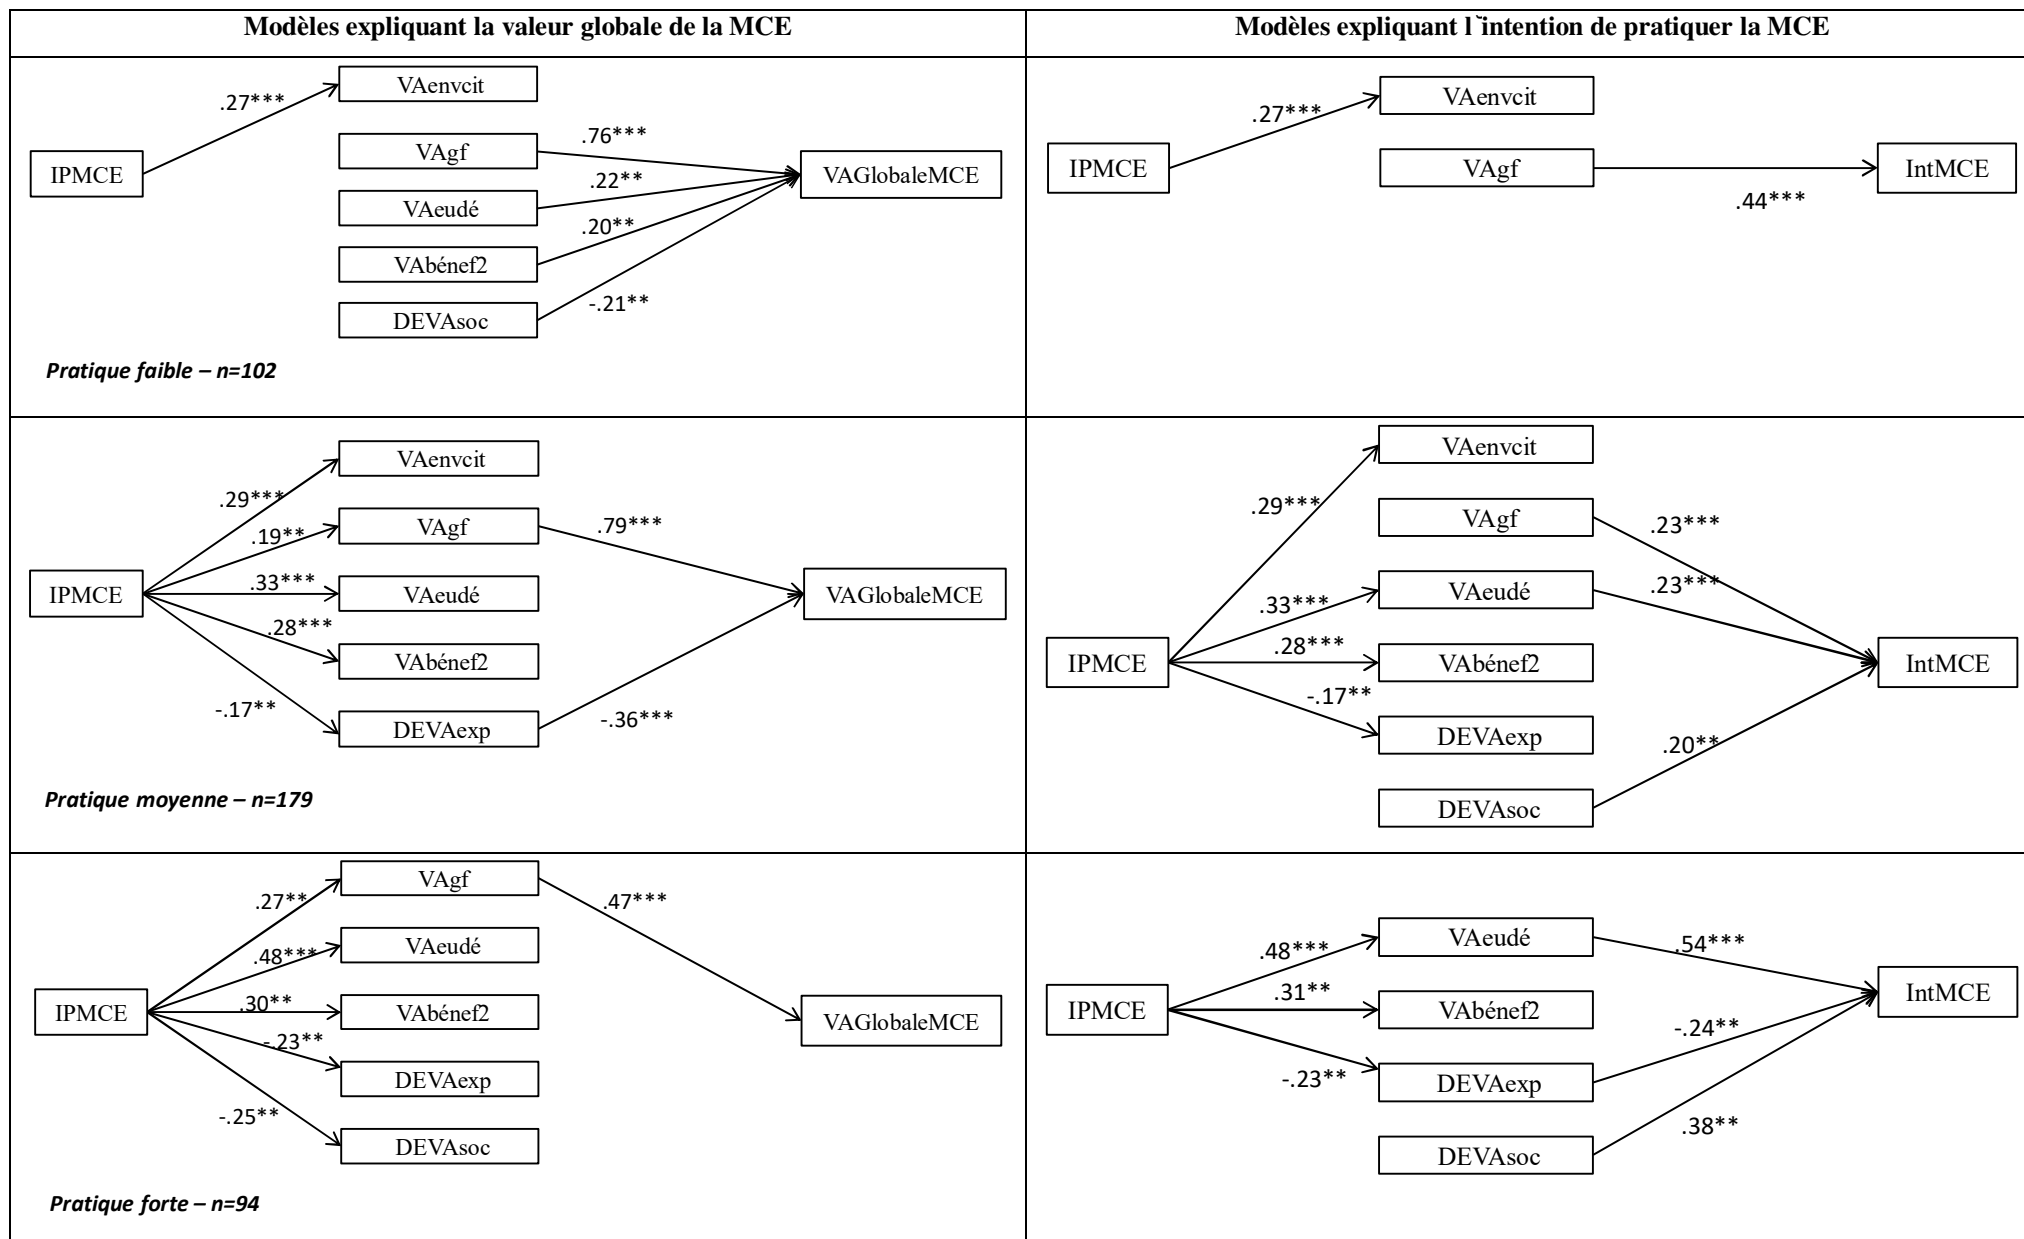 Modèles expliquant la valeur globale de la MCE
Modèles expliquant l`intention de pratiquer la MCE
VAenvcit
.27***
VAgf
.76***
IPMCE
VAGlobaleMCE
.22**
VAeudé
.20**
VAbénef2
-.21**
DEVAsoc
Pratique faible – n=102
VAenvcit
.27***
IPMCE
VAgf
IntMCE
.44***
VAenvcit
.29***
VAgf
.79***
.19**
.33***
IPMCE
VAeudé
VAGlobaleMCE
.28***
VAbénef2
-.17**
DEVAexp
-.36***
Pratique moyenne – n=179
VAenvcit
.29***
VAgf
.23***
.33***
VAeudé
.23***
.28***
IPMCE
VAbénef2
IntMCE
-.17**
DEVAexp
.20**
DEVAsoc
VAgf
.27**
.47***
VAeudé
.48***
.30**
IPMCE
VAbénef2
VAGlobaleMCE
-.23**
DEVAexp
-.25**
DEVAsoc
Pratique forte – n=94
.48***
VAeudé
.54***
.31**
IPMCE
VAbénef2
IntMCE
-.24**
-.23**
DEVAexp
.38**
DEVAsoc